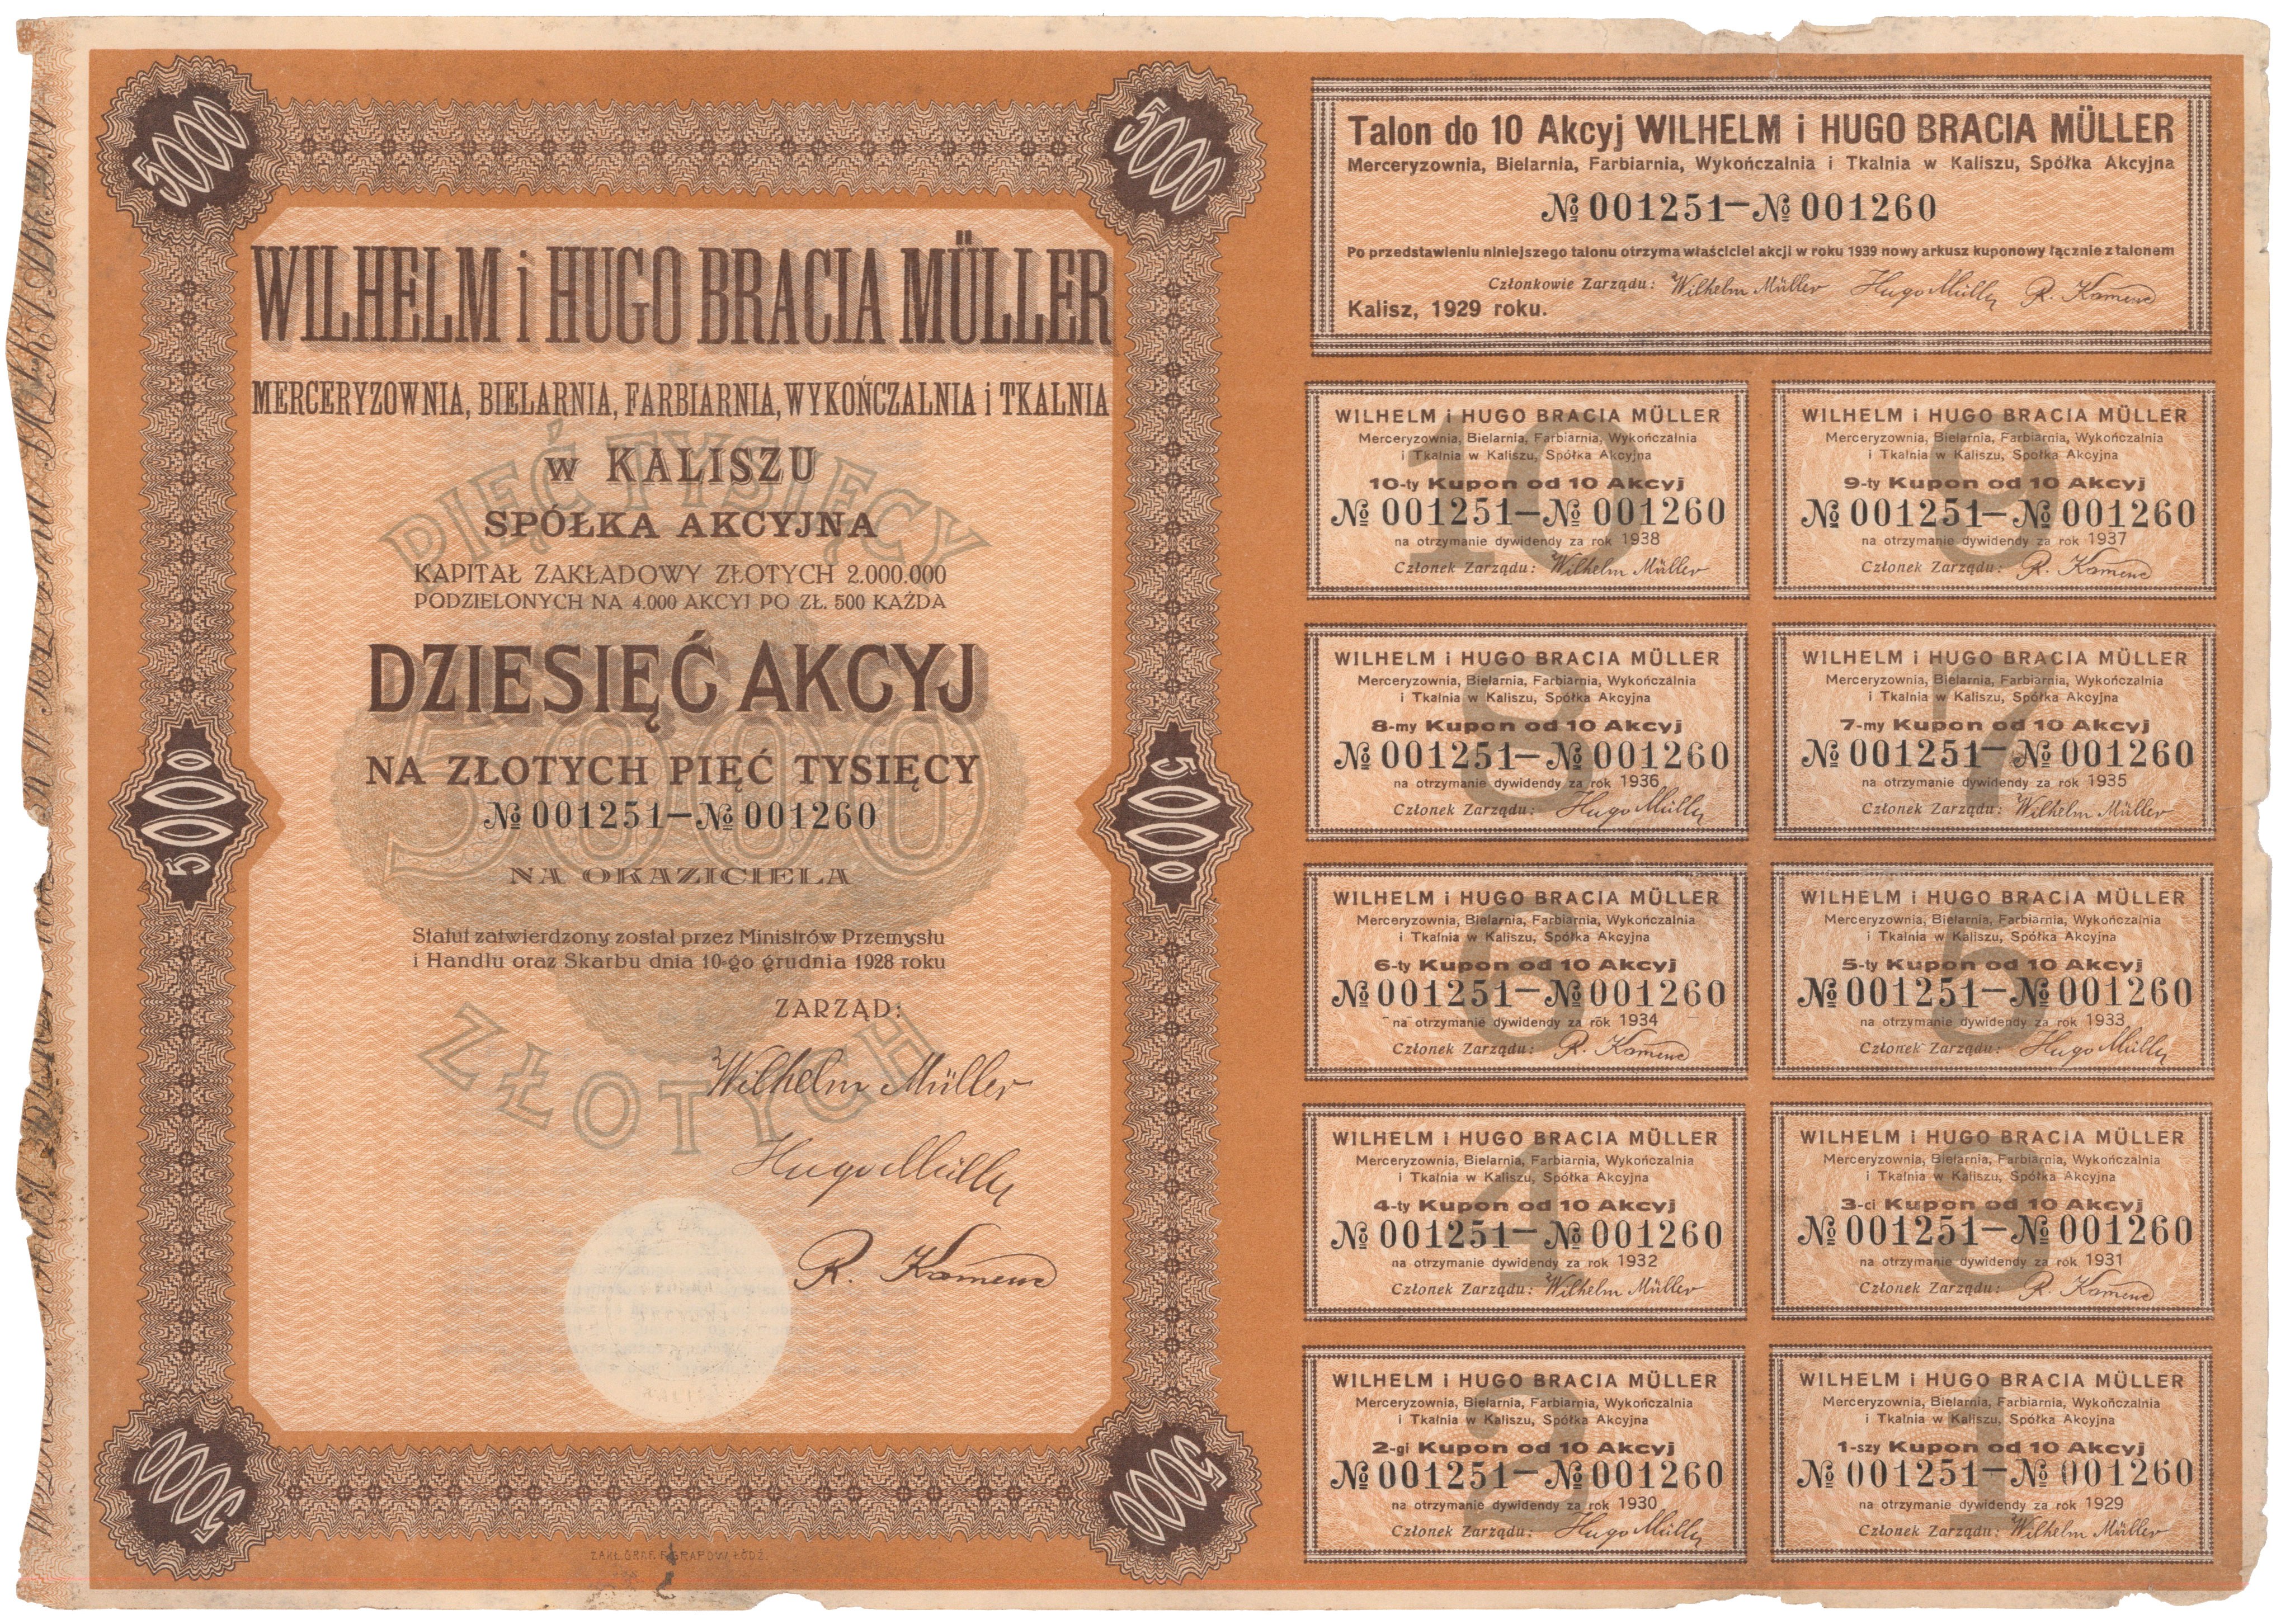 5000
5000
WILHELM i HUGO BRACIA MÜLLER
MERCERYZOWNIA, BIELARNIA, FARBIARNIA, WYKOŃCZALNIA i TKALNIA
w KALISZU
SPÓŁKA AKCYJNA
KAPITAŁ ZAKŁADOWY ZŁOTYCH 2.000.000
PODZIELONYCH NA 4.000 AKCYJ PO ZŁ. 500 KAŻDA
PIĘĆ TYSIĘCY
DZIESIĘĆ AKCYJ
5000
NA ZŁOTYCH PIĘĆ TYSIĘCY
№ 001251—№ 001260
5000
5000
NA OKAZICIELA
Statut zatwierdzony został przez Ministrów Przemysłu
i Handlu oraz Skarbu dnia 10-go grudnia 1928 roku
ZŁOTYCH
ZARZĄD:
Wilhelm Müller
Hugo Müller
R.
5000
5000
ZAKŁ. GRAF. F. GRAPOW, ŁÓDŹ.
Talon do 10 Akcyj WILHELM i HUGO BRACIA MÜLLER
Merceryzownia, Bielarnia, Farbiarnia, Wykończalnia i Tkalnia w Kaliszu, Spółka Akcyjna
№ 001251—№ 001260
Po przedstawieniu niniejszego talonu otrzyma właściciel akcji w roku 1939 nowy arkusz kuponowy łącznie z talonem
Członkowie Zarządu: Wilhelm Müller Hugo Müller R.
Kalisz, 1929 roku.
10
WILHELM i HUGO BRACIA MÜLLER
Merceryzownia, Bielarnia, Farbiarnia, Wykończalnia
i Tkalnia w Kaliszu, Spółka Akcyjna
10-ty Kupon od 10 Akcyj
№ 001251—№ 001260
na otrzymanie dywidendy za rok 1938
Członek Zarządu: Wilhelm Müller
9
WILHELM i HUGO BRACIA MÜLLER
Merceryzownia, Bielarnia, Farbiarnia, Wykończalnia
i Tkalnia w Kaliszu, Spółka Akcyjna
9-ty Kupon od 10 Akcyj
№ 001251—№ 001260
na otrzymanie dywidendy za rok 1937
Członek Zarządu: R.
8
WILHELM i HUGO BRACIA MÜLLER
Merceryzownia, Bielarnia, Farbiarnia, Wykończalnia
i Tkalnia w Kaliszu, Spółka Akcyjna
8-my Kupon od 10 Akcyj
№ 001251—№ 001260
na otrzymanie dywidendy za rok 1936
Członek Zarządu: Hugo Müller
7
WILHELM i HUGO BRACIA MÜLLER
Merceryzownia, Bielarnia, Farbiarnia, Wykończalnia
i Tkalnia w Kaliszu, Spółka Akcyjna
7-my Kupon od 10 Akcyj
№ 001251—№ 001260
na otrzymanie dywidendy za rok 1935
Członek Zarządu: Wilhelm Müller
6
WILHELM i HUGO BRACIA MÜLLER
Merceryzownia, Bielarnia, Farbiarnia, Wykończalnia
i Tkalnia w Kaliszu, Spółka Akcyjna
6-ty Kupon od 10 Akcyj
№ 001251—№ 001260
na otrzymanie dywidendy za rok 1934
Członek Zarządu: R.
5
WILHELM i HUGO BRACIA MÜLLER
Merceryzownia, Bielarnia, Farbiarnia, Wykończalnia
i Tkalnia w Kaliszu, Spółka Akcyjna
5-ty Kupon od 10 Akcyj
№ 001251—№ 001260
na otrzymanie dywidendy za rok 1933
Członek Zarządu: Hugo Müller
4
WILHELM i HUGO BRACIA MÜLLER
Merceryzownia, Bielarnia, Farbiarnia, Wykończalnia
i Tkalnia w Kaliszu, Spółka Akcyjna
4-ty Kupon od 10 Akcyj
№ 001251—№ 001260
na otrzymanie dywidendy za rok 1932
Członek Zarządu: Wilhelm Müller
3
WILHELM i HUGO BRACIA MÜLLER
Merceryzownia, Bielarnia, Farbiarnia, Wykończalnia
i Tkalnia w Kaliszu, Spółka Akcyjna
3-ci Kupon od 10 Akcyj
№ 001251—№ 001260
na otrzymanie dywidendy za rok 1931
Członek Zarządu: R.
2
WILHELM i HUGO BRACIA MÜLLER
Merceryzownia, Bielarnia, Farbiarnia, Wykończalnia
i Tkalnia w Kaliszu, Spółka Akcyjna
2-gi Kupon od 10 Akcyj
№ 001251—№ 001260
na otrzymanie dywidendy za rok 1930
Członek Zarządu: Hugo Müller
1
WILHELM i HUGO BRACIA MÜLLER
Merceryzownia, Bielarnia, Farbiarnia, Wykończalnia
i Tkalnia w Kaliszu, Spółka Akcyjna
1-szy Kupon od 10 Akcyj
№ 001251—№ 001260
na otrzymanie dywidendy za rok 1929
Członek Zarządu: Wilhelm Müller